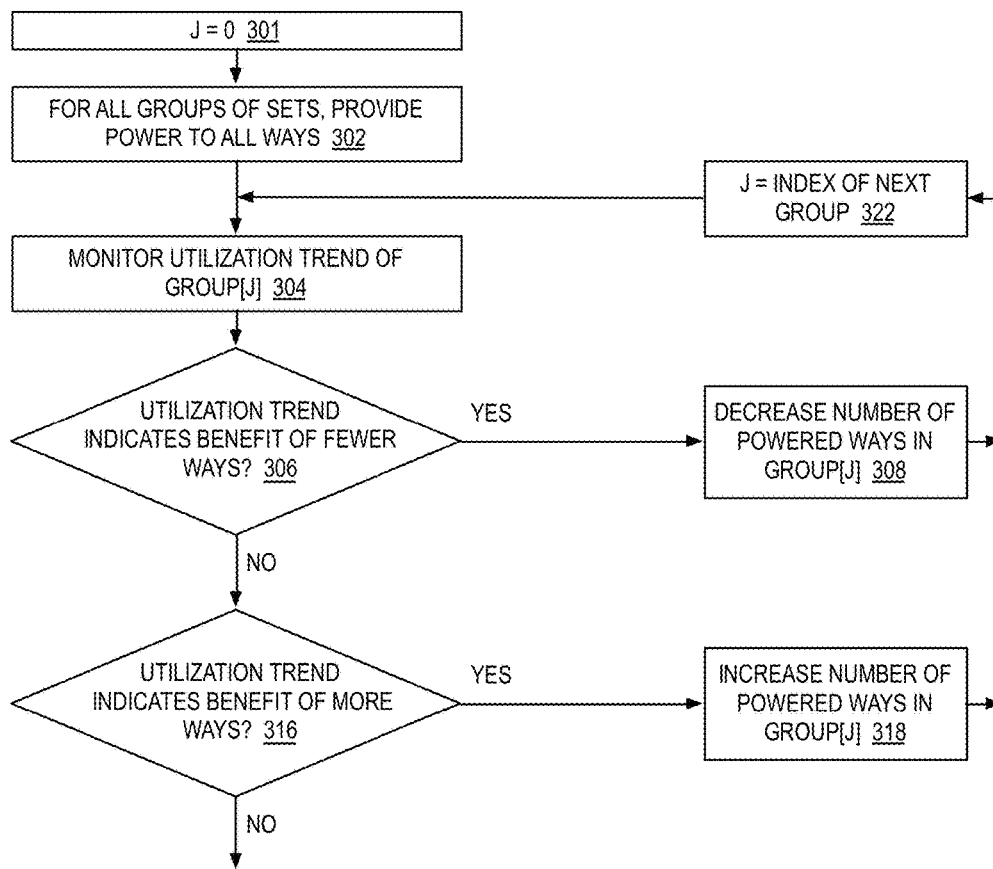 J = 0 301
FOR ALL GROUPS OF SETS, PROVIDE
POWER TO ALL WAYS 302
J = INDEX OF NEXT
GROUP 322
MONITOR UTILIZATION TREND OF
GROUP[J] 304
UTILIZATION TREND
INDICATES BENEFIT OF FEWER
WAYS? 306
YES
DECREASE NUMBER OF
POWERED WAYS IN
GROUP[J] 308
NO
UTILIZATION TREND
INDICATES BENEFIT OF MORE
WAYS? 316
YES
INCREASE NUMBER OF
POWERED WAYS IN
GROUP[J] 318
NO